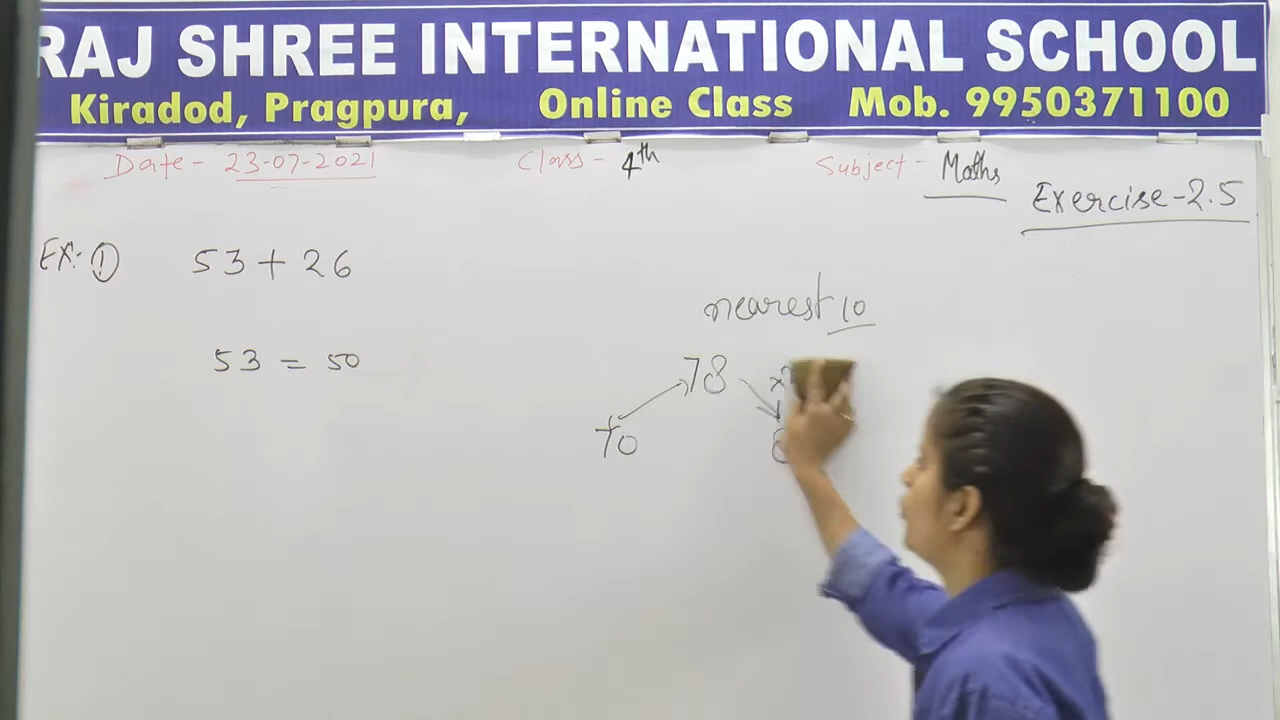 RAJ SHREE INTERNATIONAL SCHOOL
Kiradod, Pragpura, Online Class Mob. 9950371100
Date - 23-07-2021 Class - 4th Subject - Maths
Exercise - 2.5
EX:- ① 53 + 26
nearest 10
53 = 50
78
70